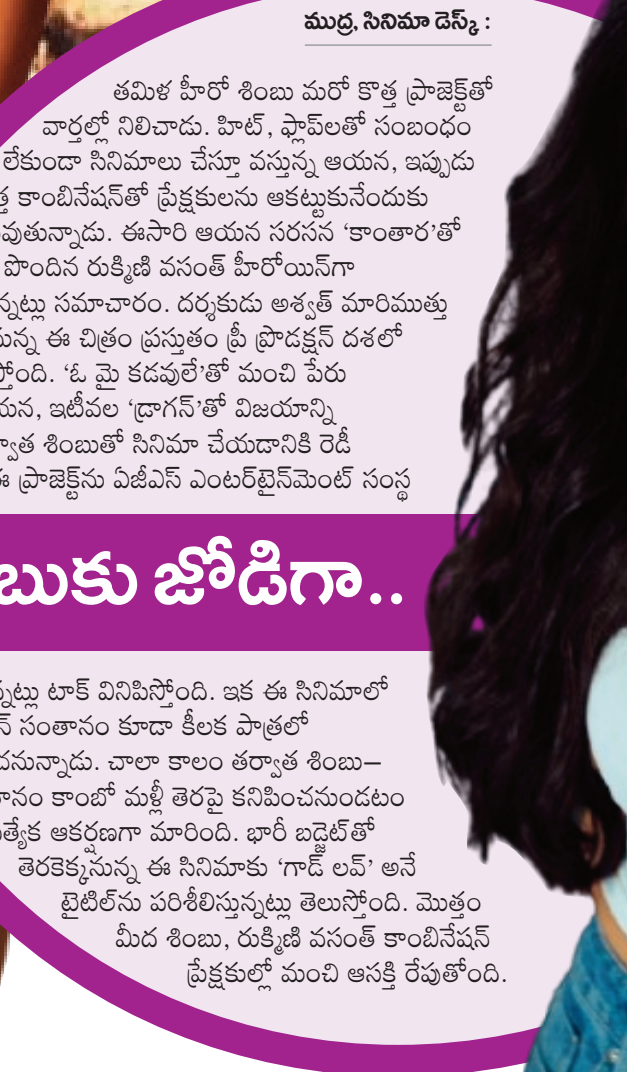 ముద్ర, సినిమా డెస్క్ :
తమిళ హీరో శింబు మరో కొత్త ప్రాజెక్ట్‌తో
వార్తల్లో నిలిచాడు. హిట్, ఫ్లాప్‌లతో సంబంధం
లేకుండా సినిమాలు చేస్తూ వస్తున్న ఆయన, ఇప్పుడు
కాంబినేషన్‌తో ప్రేక్షకులను ఆకట్టుకునేందుకు
ఈసారి ఆయన సరసన ‘కాంతార’తో
పొందిన రుక్మిణి వసంత్ హీరోయిన్‌గా
సమాచారం. దర్శకుడు అశ్వత్ మారిముత్తు
ఈ చిత్రం ప్రస్తుతం ప్రీ ప్రొడక్షన్ దశలో
‘ఓ మై కడవులే’తో మంచి పేరు
ఇటీవల ‘డ్రాగన్’తో విజయాన్ని
శింబుతో సినిమా చేయడానికి రెడీ
ఈ ప్రాజెక్ట్‌ను ఏజీఎస్ ఎంటర్‌టైన్‌మెంట్ సంస్థ
బుకు జోడిగా..
టాక్ వినిపిస్తోంది. ఇక ఈ సినిమాలో
సంతానం కూడా కీలక పాత్రలో
చాలా కాలం తర్వాత శింబు–
కాంబో మళ్లీ తెరపై కనిపించనుండటం
ఆకర్షణగా మారింది. భారీ బడ్జెట్‌తో
తెరకెక్కనున్న ఈ సినిమాకు ‘గాడ్ లవ్’ అనే
టైటిల్‌ను పరిశీలిస్తున్నట్లు తెలుస్తోంది. మొత్తం
మీద శింబు, రుక్మిణి వసంత్ కాంబినేషన్
ప్రేక్షకుల్లో మంచి ఆసక్తి రేపుతోంది.